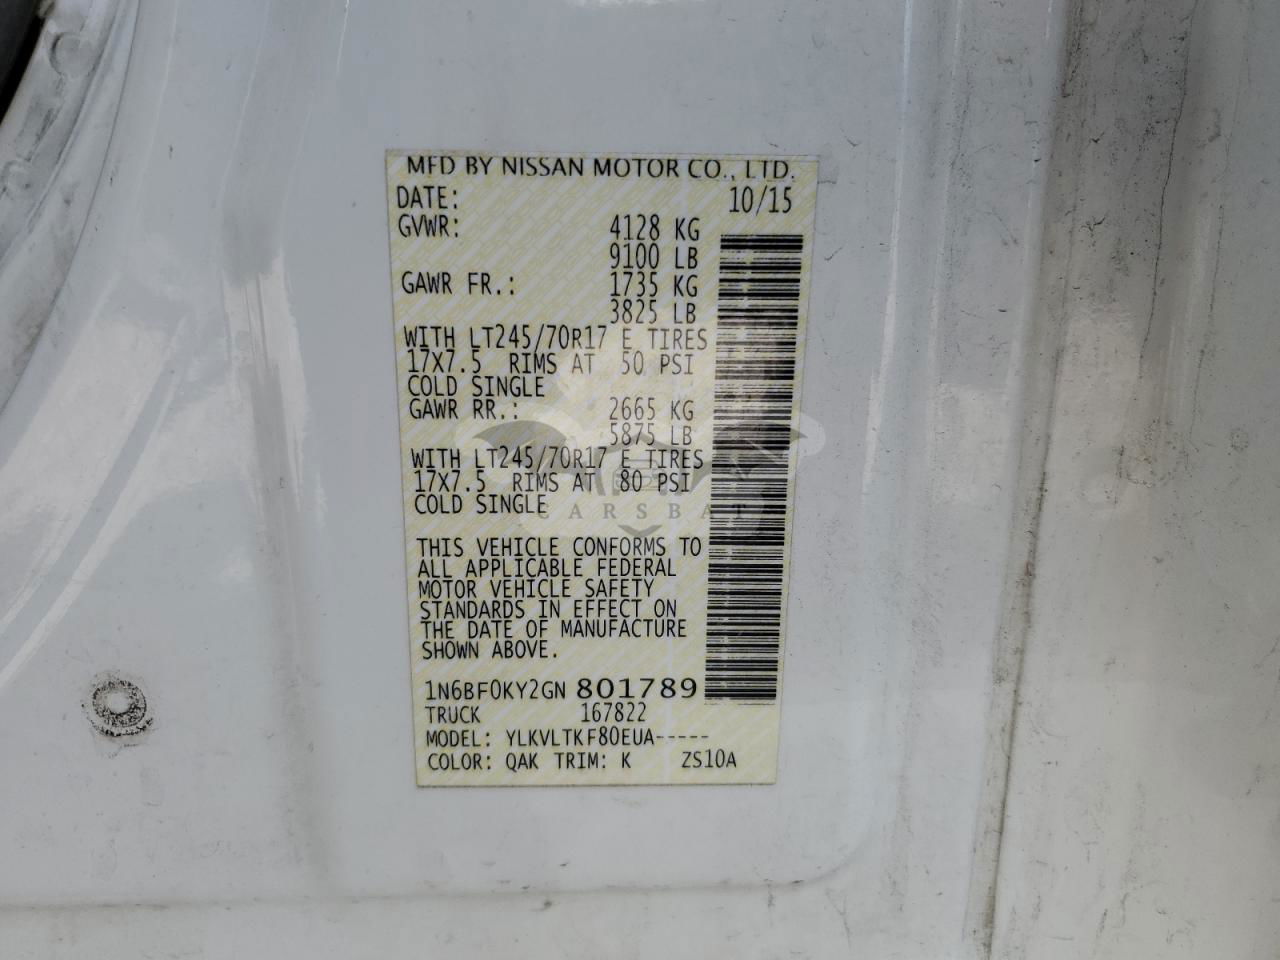 MFD BY NISSAN MOTOR CO., LTD.
DATE: 10/15
GVWR: 4128 KG
9100 LB
GAWR FR.: 1735 KG
3825 LB
WITH LT245/70R17 E TIRES
17X7.5 RIMS AT 50 PSI
COLD SINGLE
GAWR RR.: 2665 KG
5875 LB
WITH LT245/70R17 E TIRES
17X7.5 RIMS AT 80 PSI
COLD SINGLE
CARSBAT
THIS VEHICLE CONFORMS TO
ALL APPLICABLE FEDERAL
MOTOR VEHICLE SAFETY
STANDARDS IN EFFECT ON
THE DATE OF MANUFACTURE
SHOWN ABOVE.
1N6BF0KY2GN 801789
TRUCK 167822
MODEL: YLKVLTKF80EUA-----
COLOR: QAK TRIM: K ZS10A